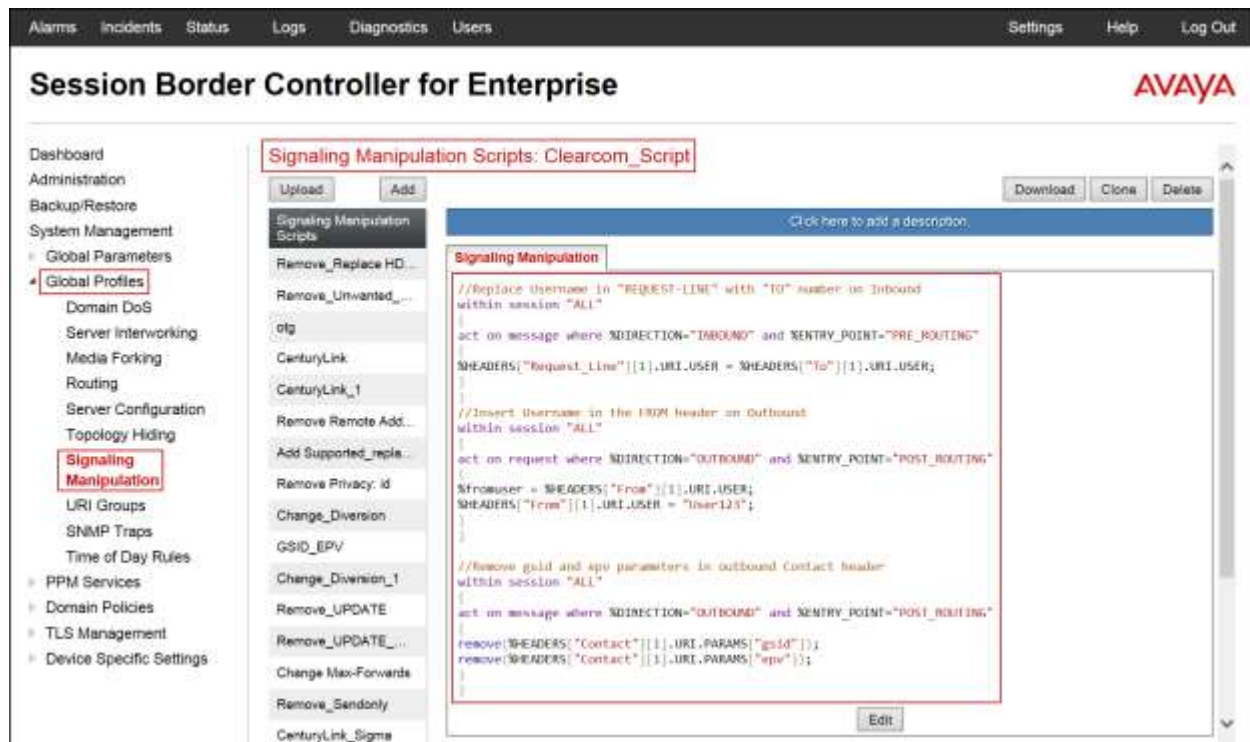 Alarms Incidents Status Logs Diagnostics Users Settings Help Log Out
Session Border Controller for Enterprise
AVAYA
Dashboard
Administration
Backup/Restore
System Management
Global Parameters
Global Profiles
Domain DoS
Server Interworking
Media Forking
Routing
Server Configuration
Topology Hiding
Signaling
Manipulation
URI Groups
SNMP Traps
Time of Day Rules
PPM Services
Domain Policies
TLS Management
Device Specific Settings
Signaling Manipulation Scripts: Clearcom_Script
Upload Add
Download Clone Delete
Signaling Manipulation
Scripts
Remove_Replace HD...
Remove_Unwanted_...
otg
CenturyLink
CenturyLink_1
Remove Remote Add...
Add Supported_repla...
Remove Privacy: id
Change_Diversion
GSID_EPV
Change_Diversion_1
Remove_UPDATE
Remove_UPDATE_...
Change Max-Forwards
Remove_Sendonly
CenturyLink_Sigma
Click here to add a description.
Signaling Manipulation
//Replace Username in "REQUEST-LINE" with "TO" number on Inbound
within session "ALL"
{
act on message where %DIRECTION="INBOUND" and %ENTRY_POINT="PRE_ROUTING"
{
%HEADERS["Request_Line"][1].URI.USER = %HEADERS["To"][1].URI.USER;
}
}
//Insert Username in the FROM header on Outbound
within session "ALL"
{
act on request where %DIRECTION="OUTBOUND" and %ENTRY_POINT="POST_ROUTING"
{
%fromuser = %HEADERS["From"][1].URI.USER;
%HEADERS["From"][1].URI.USER = "User123";
}
}
//Remove gsid and epv parameters in outbound Contact header
within session "ALL"
{
act on message where %DIRECTION="OUTBOUND" and %ENTRY_POINT="POST_ROUTING"
{
remove(%HEADERS["Contact"][1].URI.PARAMS["gsid"]);
remove(%HEADERS["Contact"][1].URI.PARAMS["epv"]);
}
}
Edit